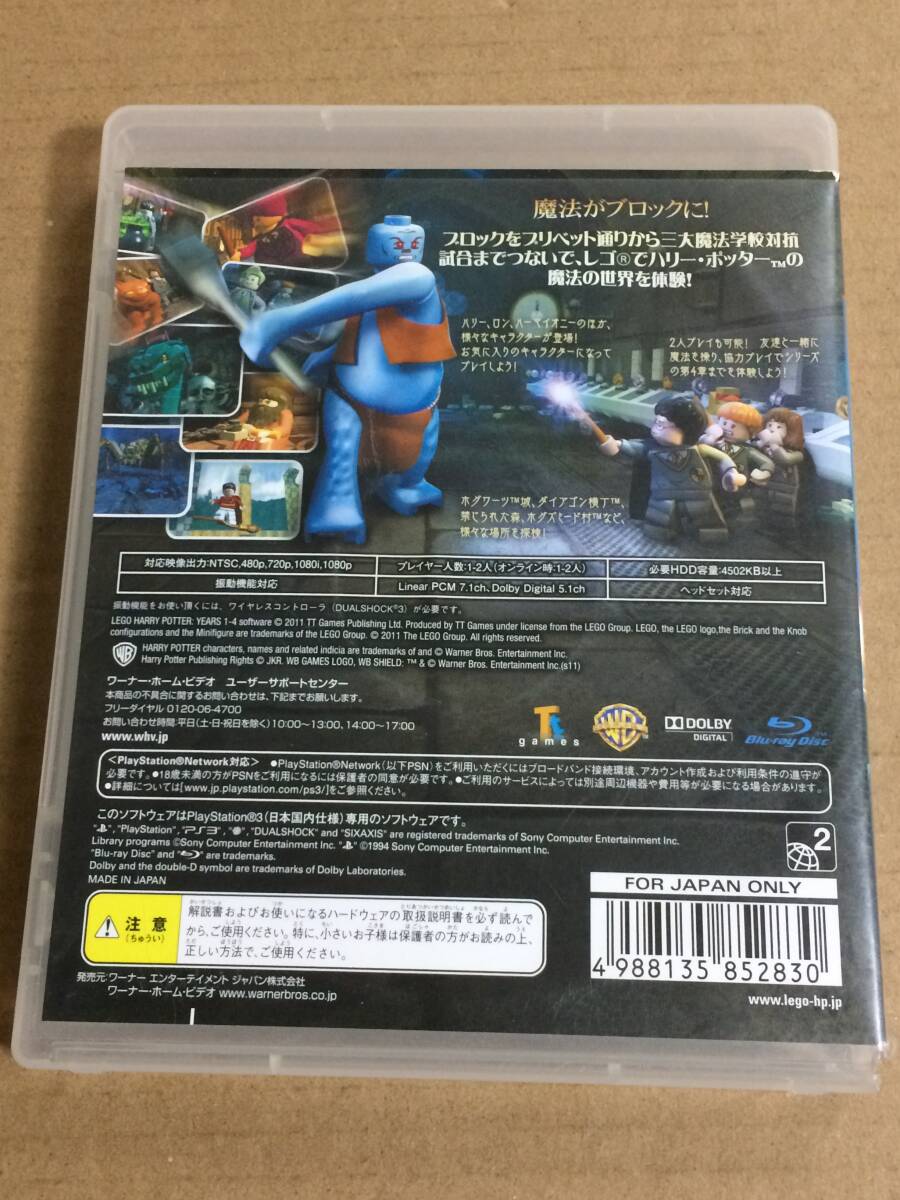 魔法がブロックに!
ブロックをプリベット通りから三大魔法学校対抗
試合までつないで、レゴ®でハリー・ポッター™の
魔法の世界を体験!
ハリー、ロン、ハーマイオニーのほか、
様々なキャラクターが登場!
お気に入りのキャラクターになって
プレイしよう!
2人プレイも可能! 友達と一緒に
魔法を操り、協力プレイでシリーズ
の第4章までを体験しよう!
ホグワーツ™城、ダイアゴン横丁™、
禁じられた森、ホグズミード村™など、
様々な場所を探検!
対応映像出力:NTSC,480p,720p,1080i,1080p
プレイヤー人数:1-2人(オンライン時:1-2人)
必要HDD容量:4502KB以上
振動機能対応
Linear PCM 7.1ch、Dolby Digital 5.1ch
ヘッドセット対応
振動機能をお使い頂くには、ワイヤレスコントローラ(DUALSHOCK®3)が必要です。
LEGO HARRY POTTER: YEARS 1-4 software © 2011 TT Games Publishing Ltd. Produced by TT Games under license from the LEGO Group. LEGO, the LEGO logo,the Brick and the Knob
configurations and the Minifigure are trademarks of the LEGO Group. © 2011 The LEGO Group. All rights reserved.
HARRY POTTER characters, names and related indicia are trademarks of and © Warner Bros. Entertainment Inc.
Harry Potter Publishing Rights © JKR. WB GAMES LOGO, WB SHIELD: ™ & © Warner Bros. Entertainment Inc.(s11)
ワーナー・ホーム・ビデオ ユーザーサポートセンター
本商品の不具合に関するお問い合わせは、下記までお願いします。
フリーダイヤル 0120-06-4700
お問い合わせ時間:平日(土・日・祝日を除く)10:00~13:00、14:00~17:00
www.whv.jp
Tt games
WB
DOLBY DIGITAL
Blu-ray Disc™
<PlayStation®Network対応> ●PlayStation®Network(以下PSN)をご利用いただくにはブロードバンド接続環境、アカウント作成および利用条件の遵守が
必要です。●18歳未満の方がPSNをご利用になるには保護者の同意が必要です。●ご利用のサービスによっては別途周辺機器や費用等が必要になる場合があります。
●詳細については[www.jp.playstation.com/ps3/]をご参照ください。
このソフトウェアはPlayStation®3(日本国内仕様)専用のソフトウェアです。
" ", "PlayStation", "PS3", " ", "DUALSHOCK" and "SIXAXIS" are registered trademarks of Sony Computer Entertainment Inc.
Library programs ©Sony Computer Entertainment Inc. " " ©1994 Sony Computer Entertainment Inc.
"Blu-ray Disc" and " " are trademarks.
Dolby and the double-D symbol are trademarks of Dolby Laboratories.
MADE IN JAPAN
2
FOR JAPAN ONLY
注意
(ちゅうい)
解説書およびお使いになるハードウェアの取扱説明書を必ず読んで
から、ご使用ください。特に、小さいお子様は保護者の方がお読みの上、
正しい方法で、ご使用ください。
4 988135 852830
発売元:ワーナー エンターテイメント ジャパン株式会社
ワーナー・ホーム・ビデオ www.warnerbros.co.jp
www.lego-hp.jp